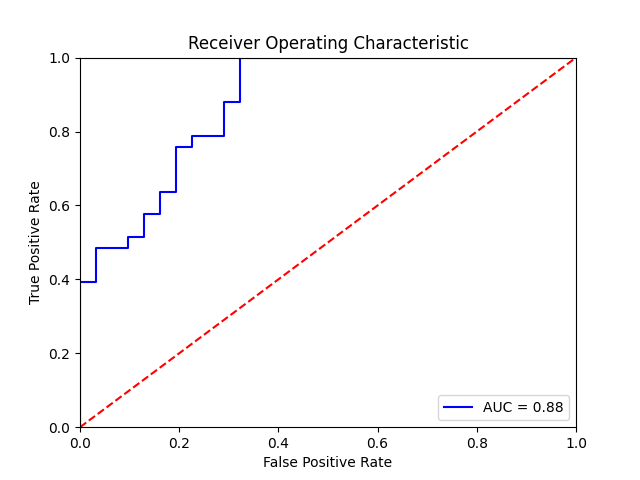 Receiver Operating Characteristic
1.0
0.8
0.6
0.4
0.2
0.0
True Positive Rate
AUC = 0.88
0.0 0.2 0.4 0.6 0.8 1.0
False Positive Rate